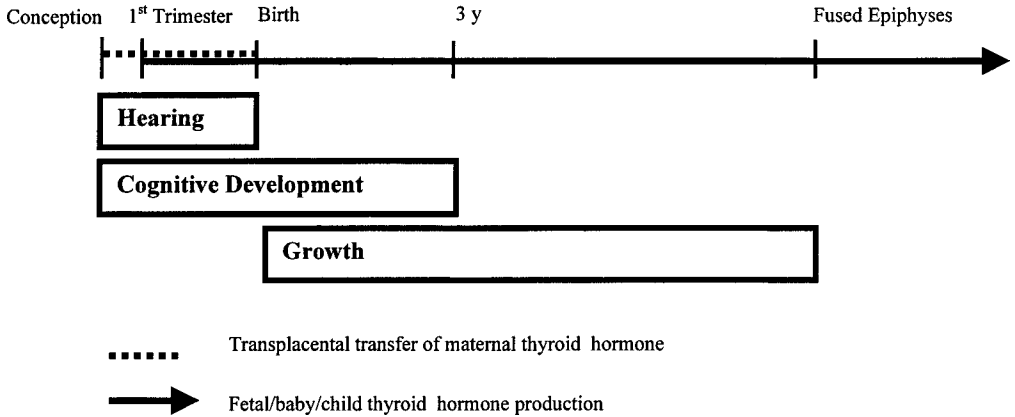 Conception 1st Trimester Birth 3 y Fused Epiphyses
Hearing
Cognitive Development
Growth
Transplacental transfer of maternal thyroid hormone
Fetal/baby/child thyroid hormone production